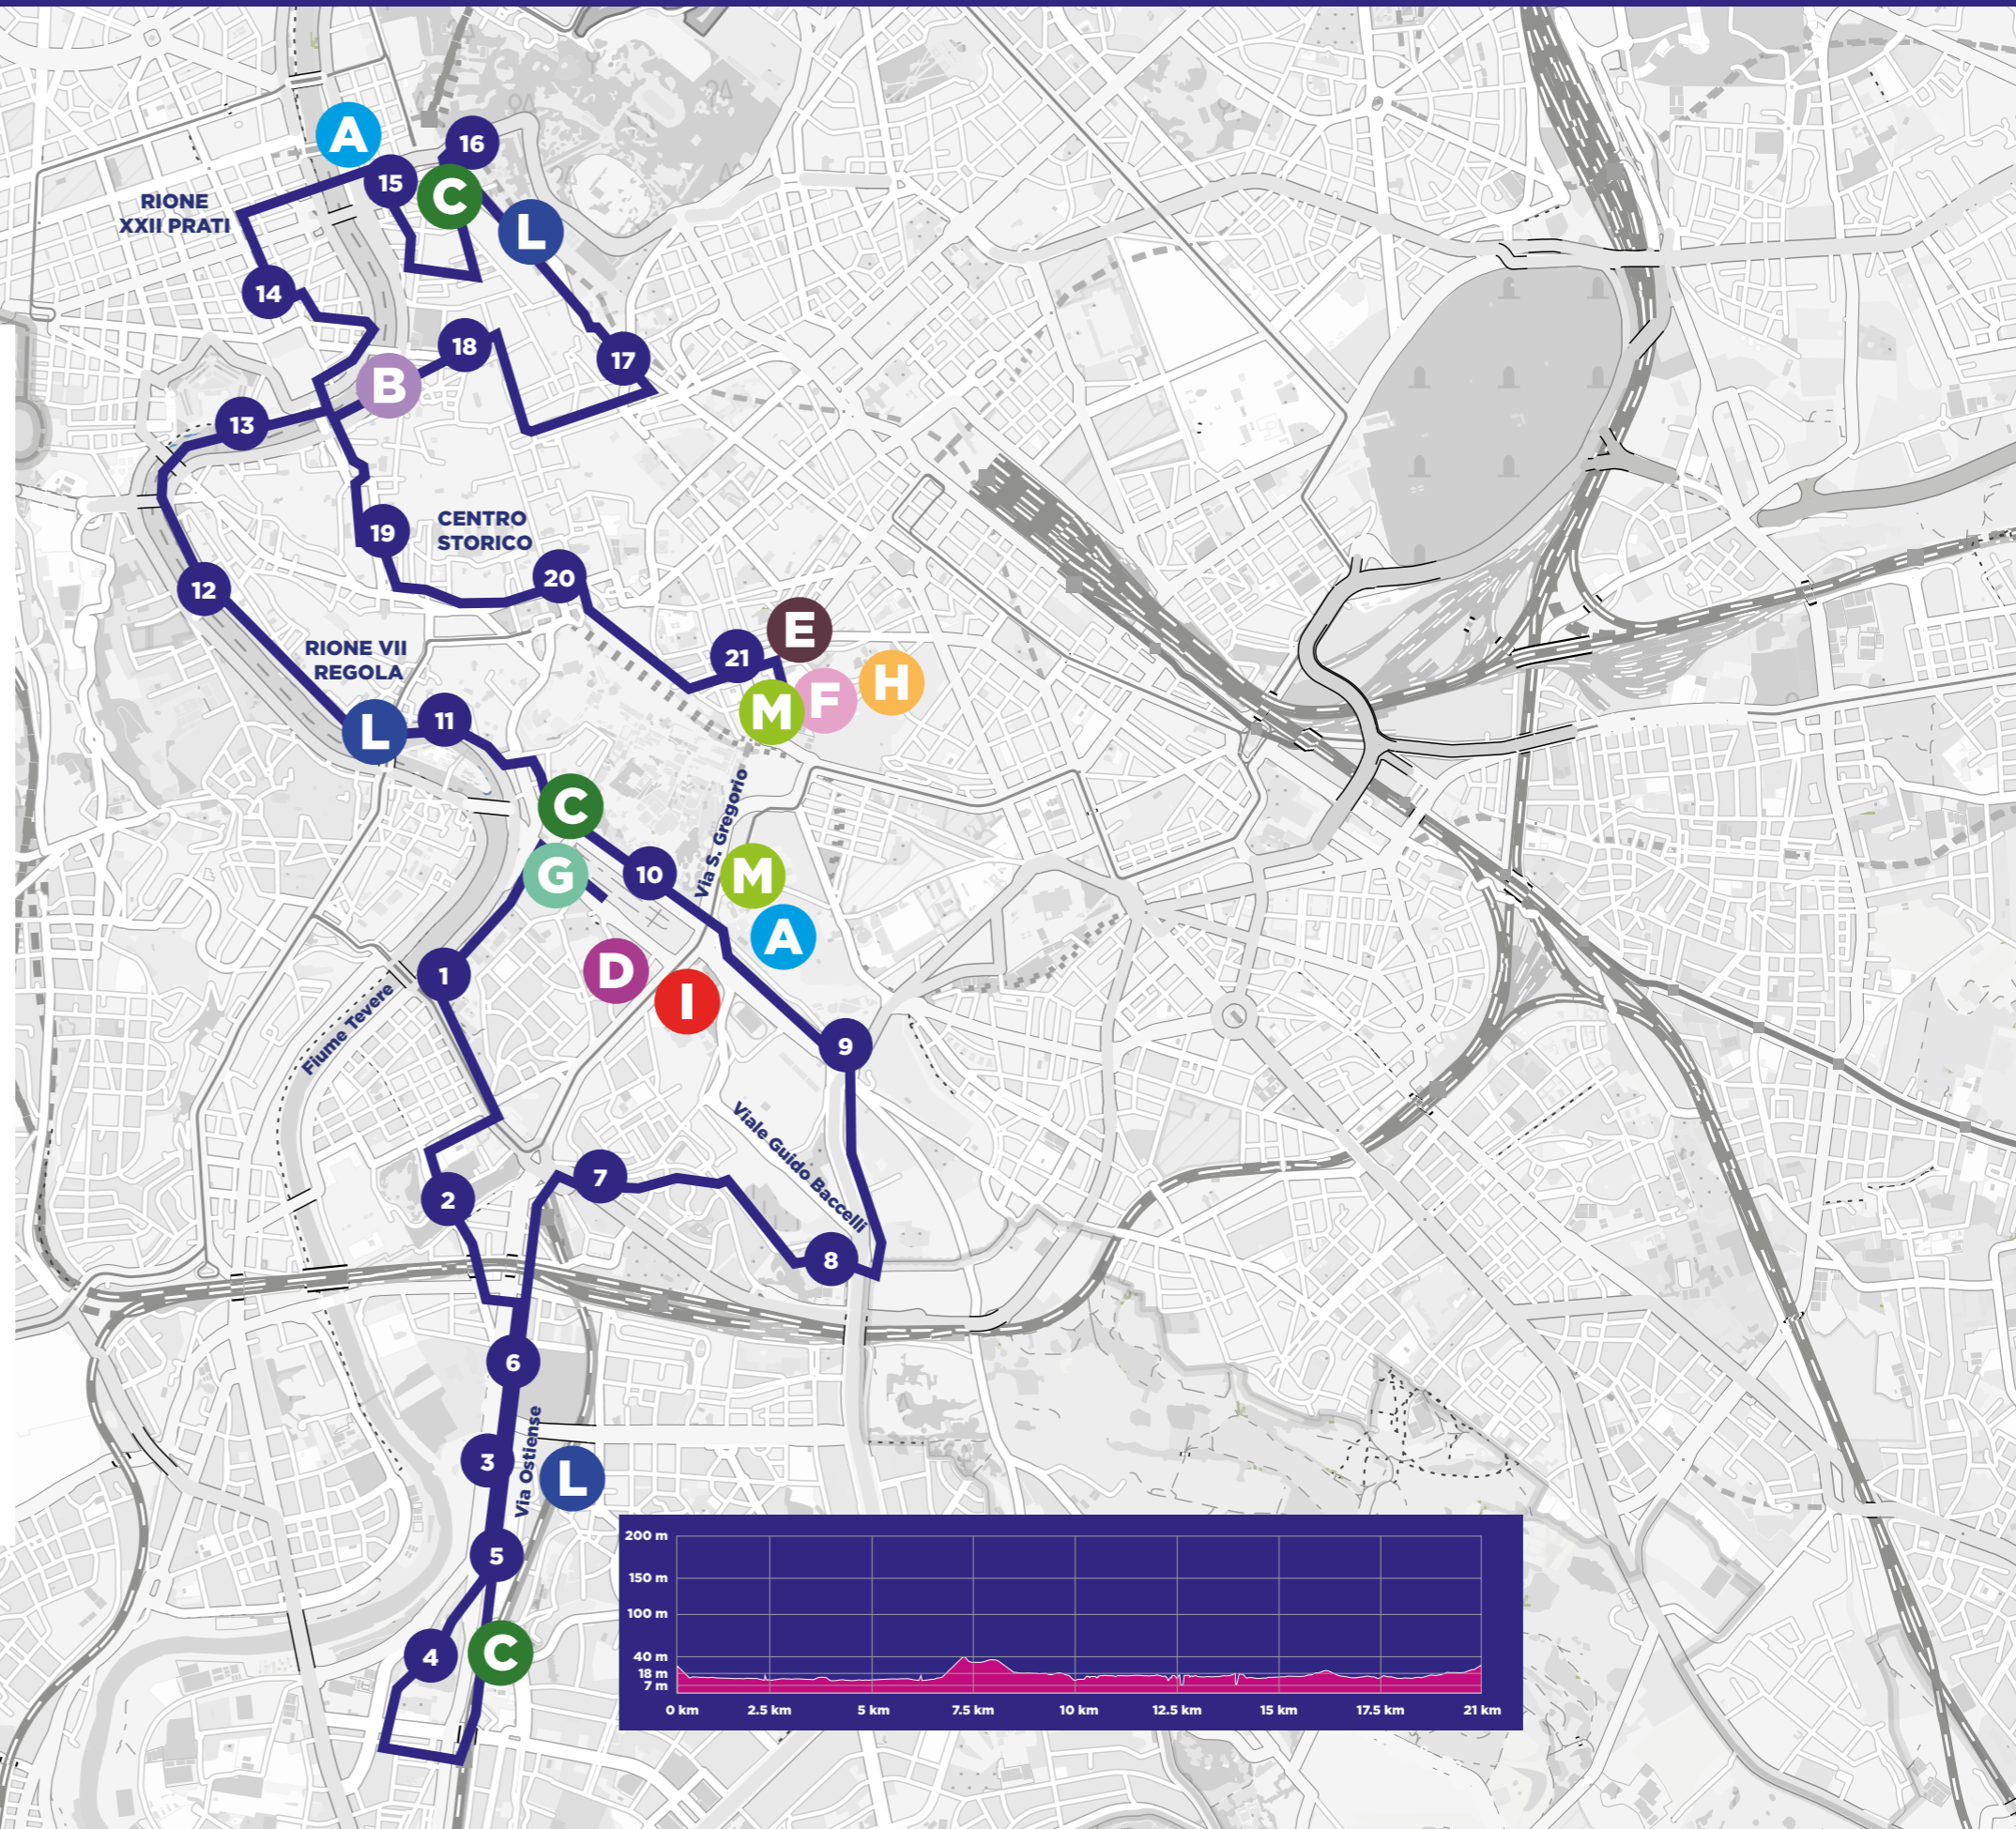 A
16
15
C
RIONE
XXII PRATI
L
14
18
17
B
13
CENTRO
STORICO
19
20
12
E
RIONE VII
REGOLA
21
H
F
M
11
L
C
Via S. Gregorio
10
M
G
A
D
1
I
Fiume Tevere
9
Viale Guido Baccelli
7
2
8
6
Via Ostiense
3
L
5
C
4
200 m
150 m
100 m
40 m
18 m
7 m
0 km 2.5 km 5 km 7.5 km 10 km 12.5 km 15 km 17.5 km 21 km